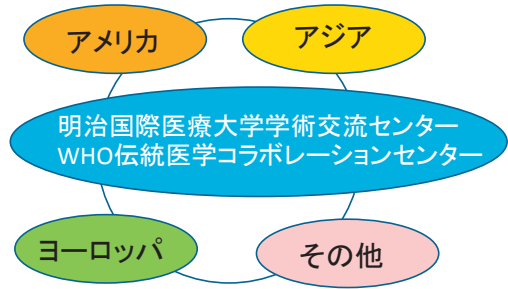 アメリカ
アジア
明治国際医療大学学術交流センター
WHO伝統医学コラボレーションセンター
ヨーロッパ
その他